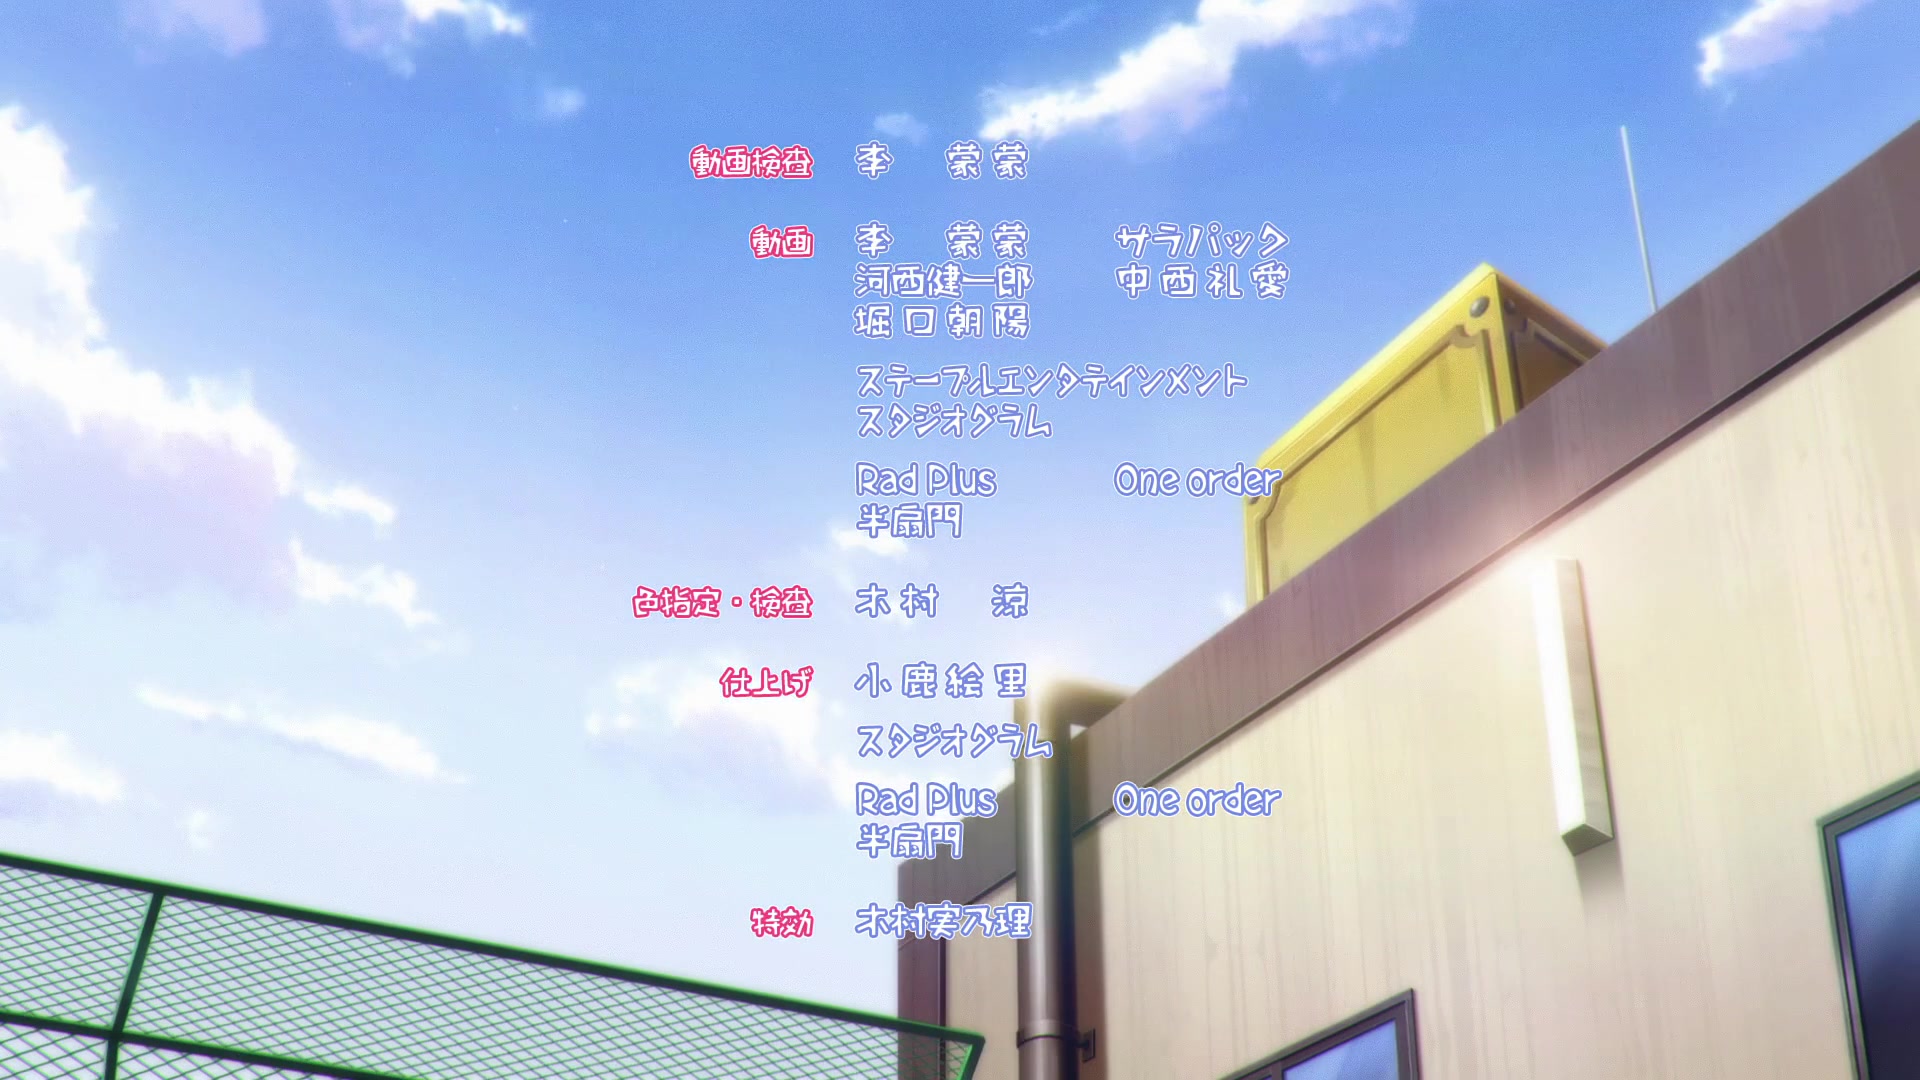 動画検査 李 蒙蒙
動画 李 蒙蒙 サラパック
河西健一郎 中西礼愛
堀口朝陽
ステープルエンタテインメント
スタジオグラム
Rad Plus One order
半扇門
色指定・検査 木村 涼
仕上げ 小鹿絵里
スタジオグラム
Rad Plus One order
半扇門
特効 木村実乃理